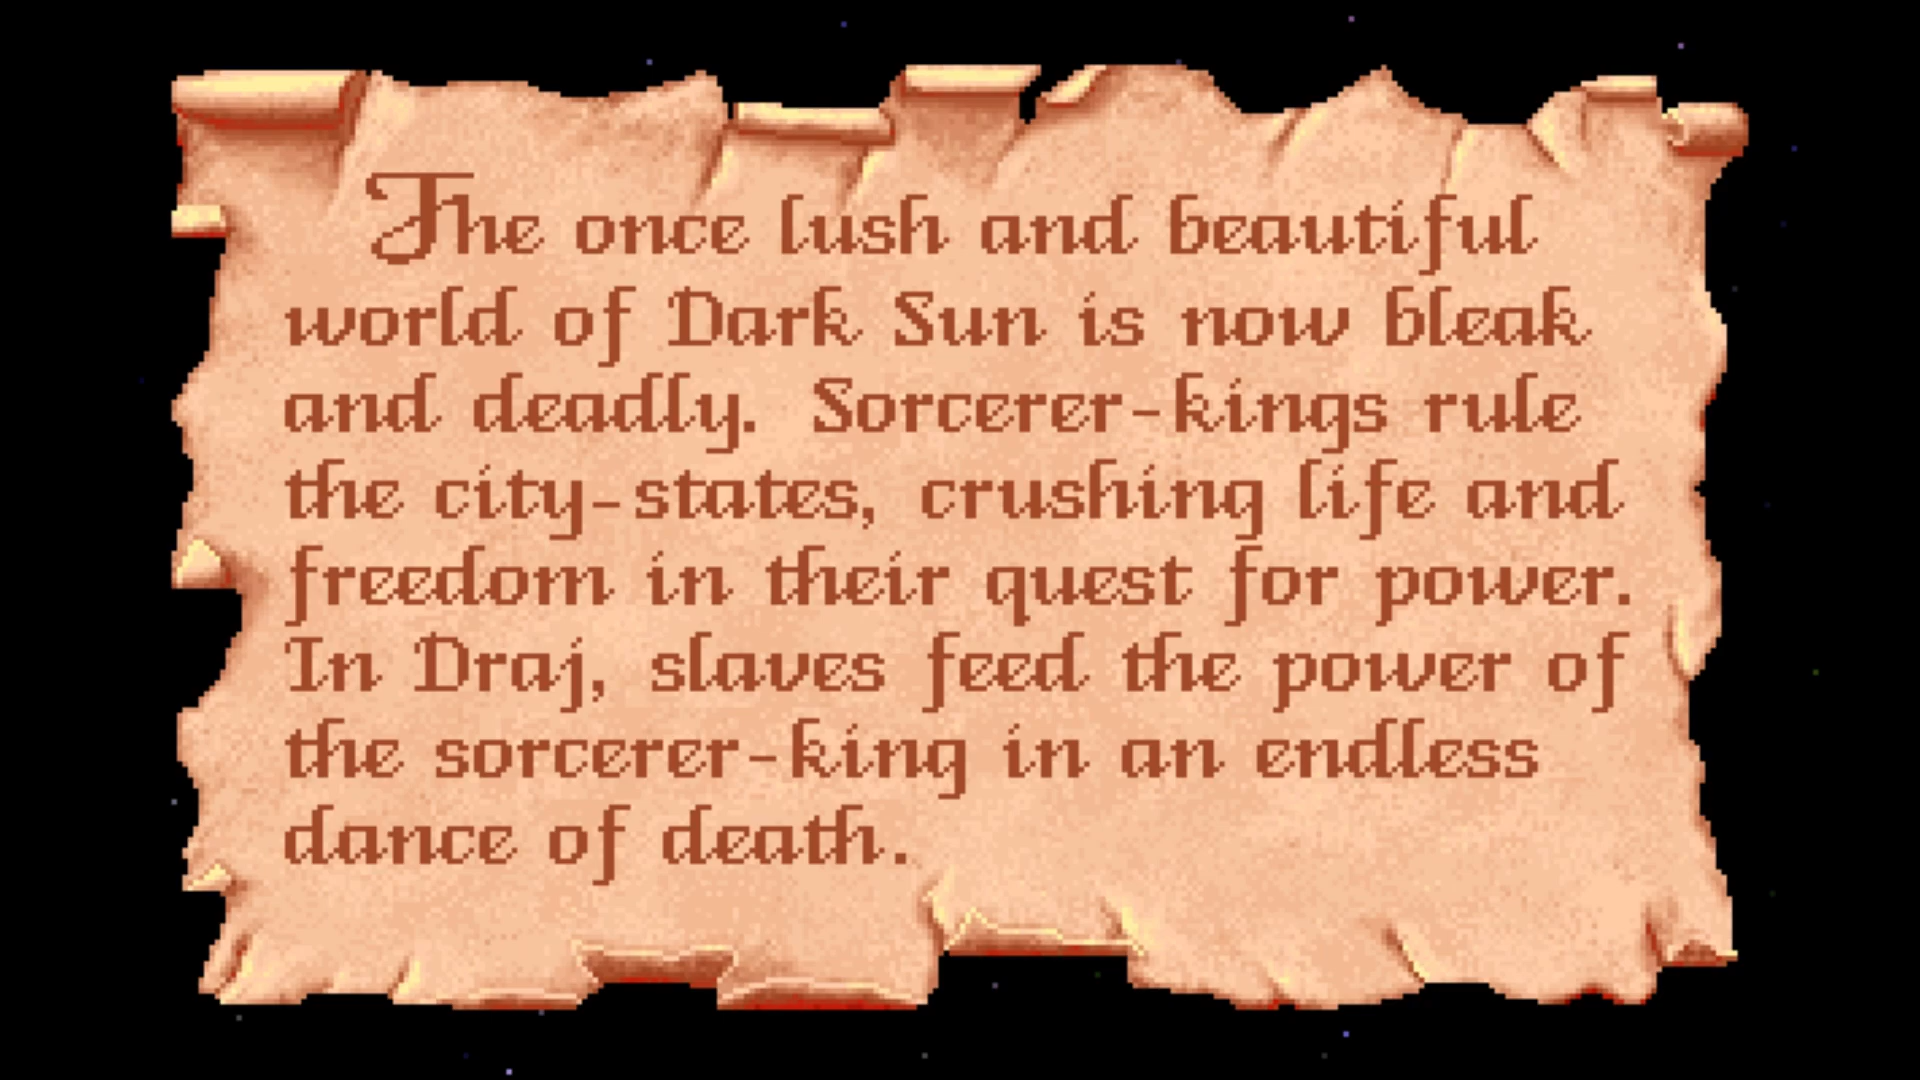 The once lush and beautiful
world of Dark Sun is now bleak
and deadly. Sorcerer-kings rule
the city-states, crushing life and
freedom in their quest for power.
In Draj, slaves feed the power of
the sorcerer-king in an endless
dance of death.